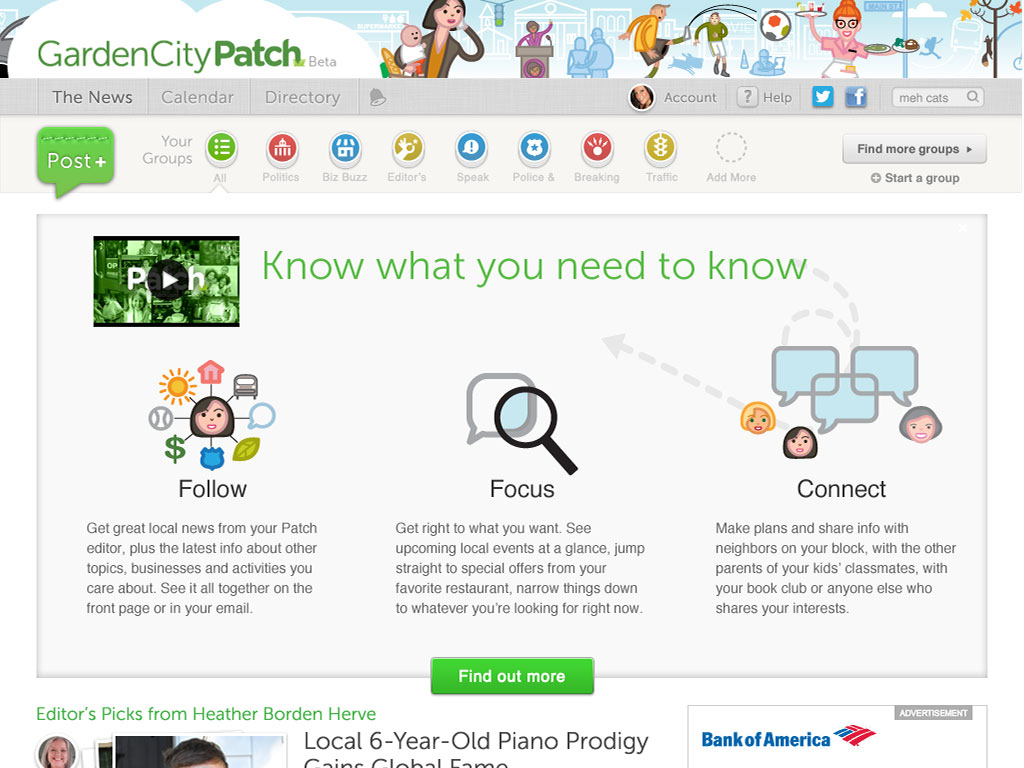 SUPERMARKET
MAIN ST
GardenCityPatch Beta
The News
Calendar
Directory
Account
? Help
meh cats
Post +
Your
Groups
All
Politics
Biz Buzz
Editor's
Speak
Police &
Breaking
Traffic
Add More
Find more groups
Start a group
Patch
OP
Know what you need to know
Follow
Get great local news from your Patch
editor, plus the latest info about other
topics, businesses and activities you
care about. See it all together on the
front page or in your email.
Focus
Get right to what you want. See
upcoming local events at a glance, jump
straight to special offers from your
favorite restaurant, narrow things down
to whatever you’re looking for right now.
Connect
Make plans and share info with
neighbors on your block, with the other
parents of your kids’ classmates, with
your book club or anyone else who
shares your interests.
Find out more
Editor’s Picks from Heather Borden Herve
Local 6-Year-Old Piano Prodigy
Gains Global Fame
ADVERTISEMENT
Bank of America